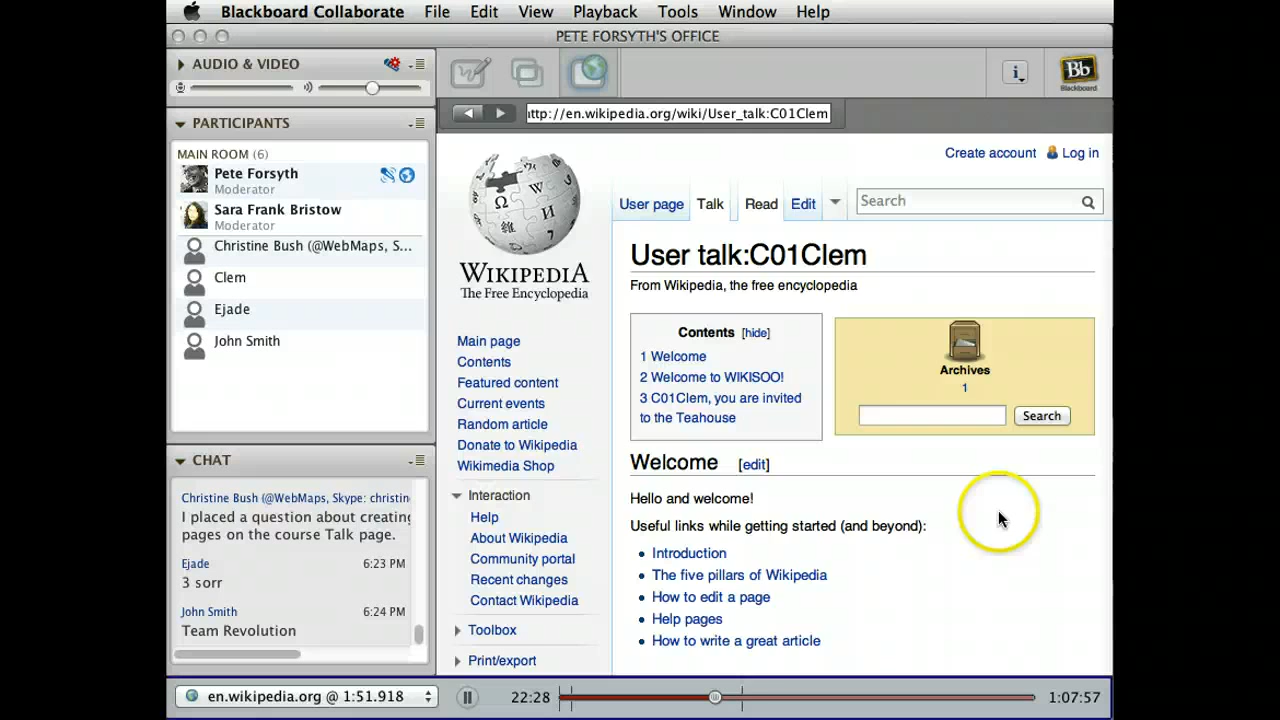 Blackboard Collaborate File Edit View Playback Tools Window Help
PETE FORSYTH'S OFFICE
AUDIO & VIDEO
PARTICIPANTS
MAIN ROOM (6)
Pete Forsyth
Moderator
Sara Frank Bristow
Moderator
Christine Bush (@WebMaps, S...
Clem
Ejade
John Smith
CHAT
Christine Bush (@WebMaps, Skype: christin
I placed a question about creating
pages on the course Talk page.
Ejade 6:23 PM
3 sorr
John Smith 6:24 PM
Team Revolution
i
Bb
Blackboard
ttp://en.wikipedia.org/wiki/User_talk:C01Clem
Create account Log in
WIKIPEDIA
The Free Encyclopedia
User page Talk Read Edit Search
User talk:C01Clem
From Wikipedia, the free encyclopedia
Main page
Contents
Featured content
Current events
Random article
Donate to Wikipedia
Wikimedia Shop
Interaction
Help
About Wikipedia
Community portal
Recent changes
Contact Wikipedia
Toolbox
Print/export
Contents [hide]
1 Welcome
2 Welcome to WIKISOO!
3 C01Clem, you are invited
to the Teahouse
Archives
1
Search
Welcome [edit]
Hello and welcome!
Useful links while getting started (and beyond):
Introduction
The five pillars of Wikipedia
How to edit a page
Help pages
How to write a great article
en.wikipedia.org @ 1:51.918 22:28 1:07:57